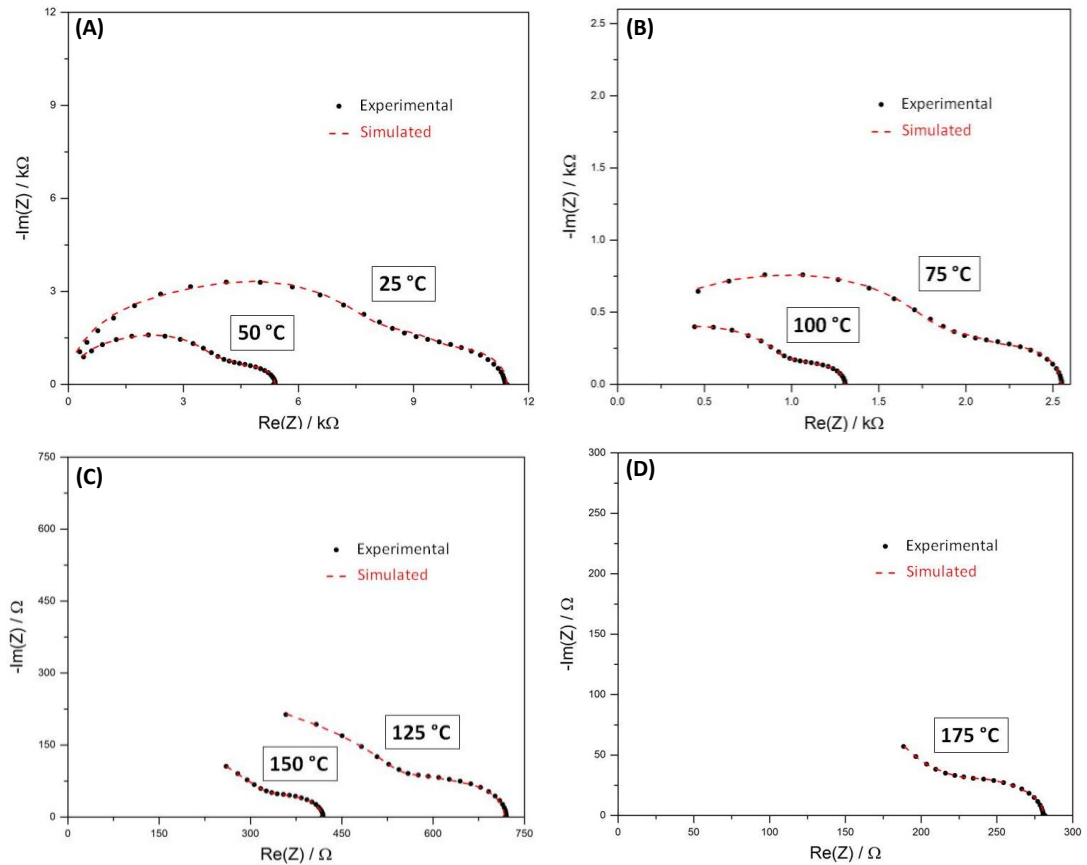 (A)
12
9
6
3
0
-Im(Z) / kΩ
Experimental
Simulated
25 °C
50 °C
0 3 6 9 12
Re(Z) / kΩ
(B)
2.5
2.0
1.5
1.0
0.5
0.0
-Im(Z) / kΩ
Experimental
Simulated
75 °C
100 °C
0.0 0.5 1.0 1.5 2.0 2.5
Re(Z) / kΩ
(C)
750
600
450
300
150
0
-Im(Z) / Ω
Experimental
Simulated
125 °C
150 °C
0 150 300 450 600 750
Re(Z) / Ω
(D)
300
250
200
150
100
50
0
-Im(Z) / Ω
Experimental
Simulated
175 °C
0 50 100 150 200 250 300
Re(Z) / Ω